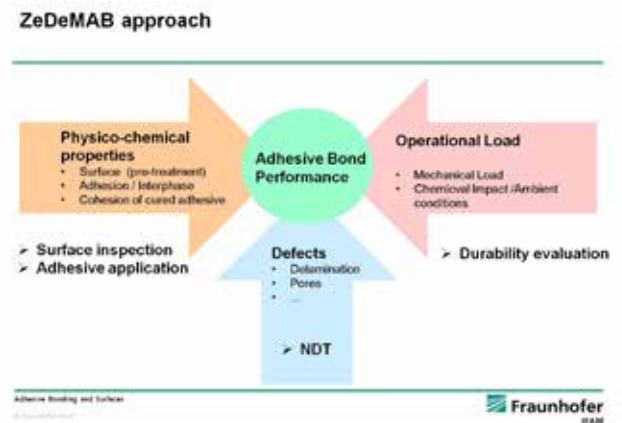 ZeDeMAB approach
Physico-chemical
properties
• Surface (pre-treatment)
• Adhesion / Interphase
• Cohesion of cured adhesive
Adhesive Bond
Performance
Operational Load
• Mechanical Load
• Chemioval Impact /Ambient
conditions
➢ Surface inspection
➢ Adhesive application
Defects
• Delamination
• Pores
• ...
➢ Durability evaluation
➢ NDT
Adhesive Bonding and Surfaces
Fraunhofer
IFAM